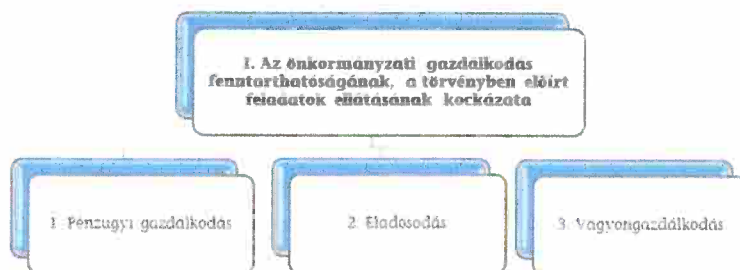 I. Az önkormányzati gazdálkodás
fenntarthatóságának, a törvényben előírt
feladatok ellátásának kockázata
1. Pénzügyi gazdálkodás
2. Eladósodás
3. Vagyongazdálkodás